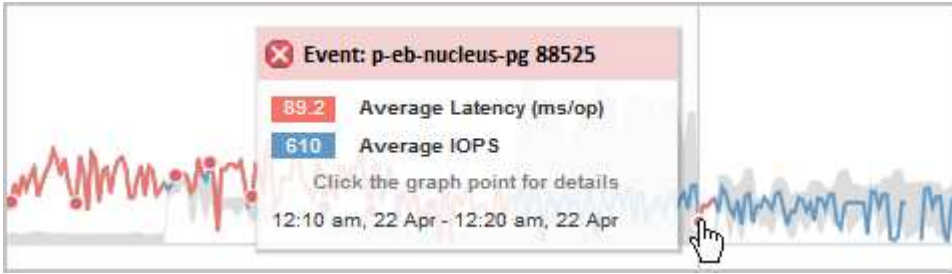 Event: p-eb-nucleus-pg 88525
89.2 Average Latency (ms/op)
610 Average IOPS
Click the graph point for details
12:10 am, 22 Apr - 12:20 am, 22 Apr